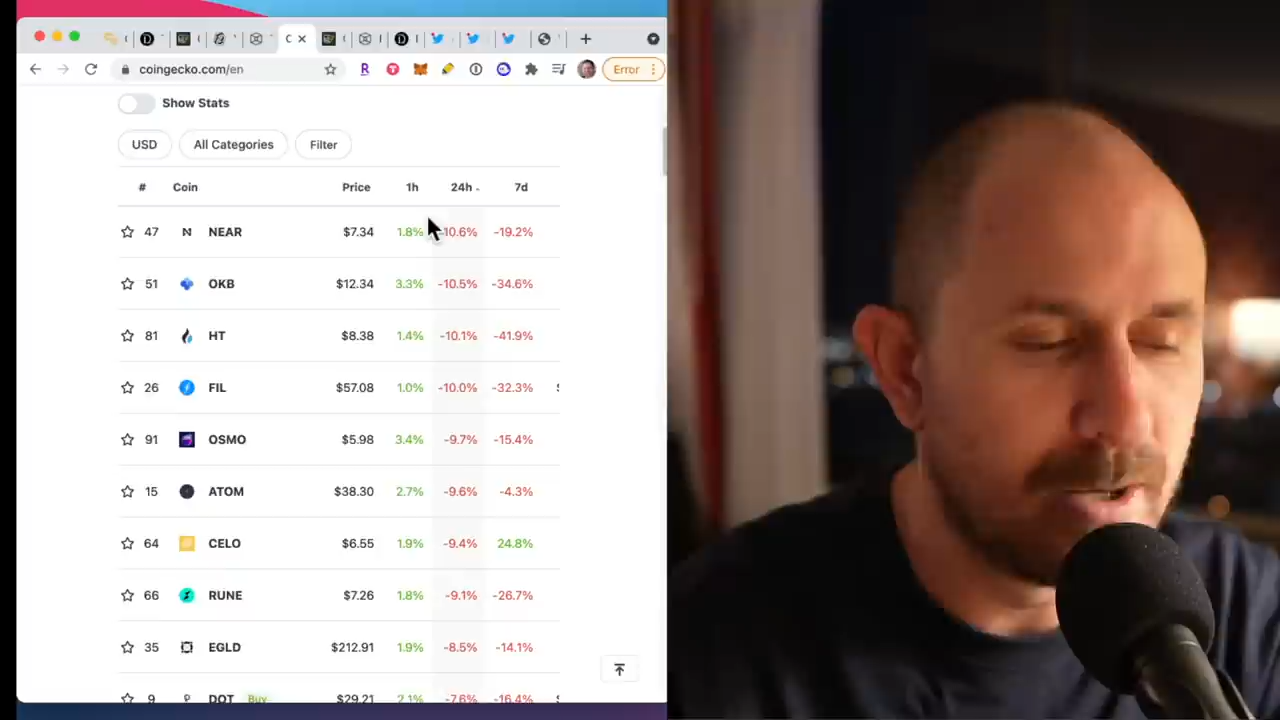 coingecko.com/en
Error
Show Stats
USD All Categories Filter
# Coin Price 1h 24h 7d
47 NEAR $7.34 1.8% -10.6% -19.2%
51 OKB $12.34 3.3% -10.5% -34.6%
81 HT $8.38 1.4% -10.1% -41.9%
26 FIL $57.08 1.0% -10.0% -32.3%
91 OSMO $5.98 3.4% -9.7% -15.4%
15 ATOM $38.30 2.7% -9.6% -4.3%
64 CELO $6.55 1.9% -9.4% 24.8%
66 RUNE $7.26 1.8% -9.1% -26.7%
35 EGLD $212.91 1.9% -8.5% -14.1%
9 DOT Buy $29.21 2.1% -7.6% -16.4%